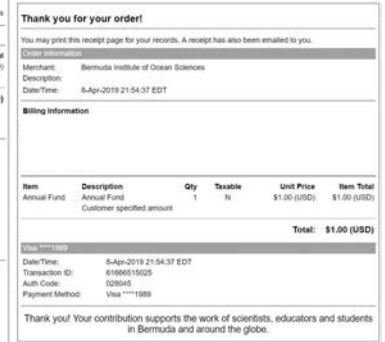 Thank you for your order!
You may print this receipt page for your records. A receipt has also been emailed to you.
Order Information
Merchant: Bermuda Institute of Ocean Sciences
Description:
Date/Time: 8-Apr-2019 21:54:37 EDT
Billing Information
Item Description Qty Taxable Unit Price Item Total
Annual Fund Annual Fund 1 N $1.00 (USD) $1.00 (USD)
Customer specified amount
Total: $1.00 (USD)
Visa ****1989
Date/Time: 8-Apr-2019 21:54:37 EDT
Transaction ID: 61666515025
Auth Code: 028045
Payment Method: Visa ****1989
Thank you! Your contribution supports the work of scientists, educators and students
in Bermuda and around the globe.